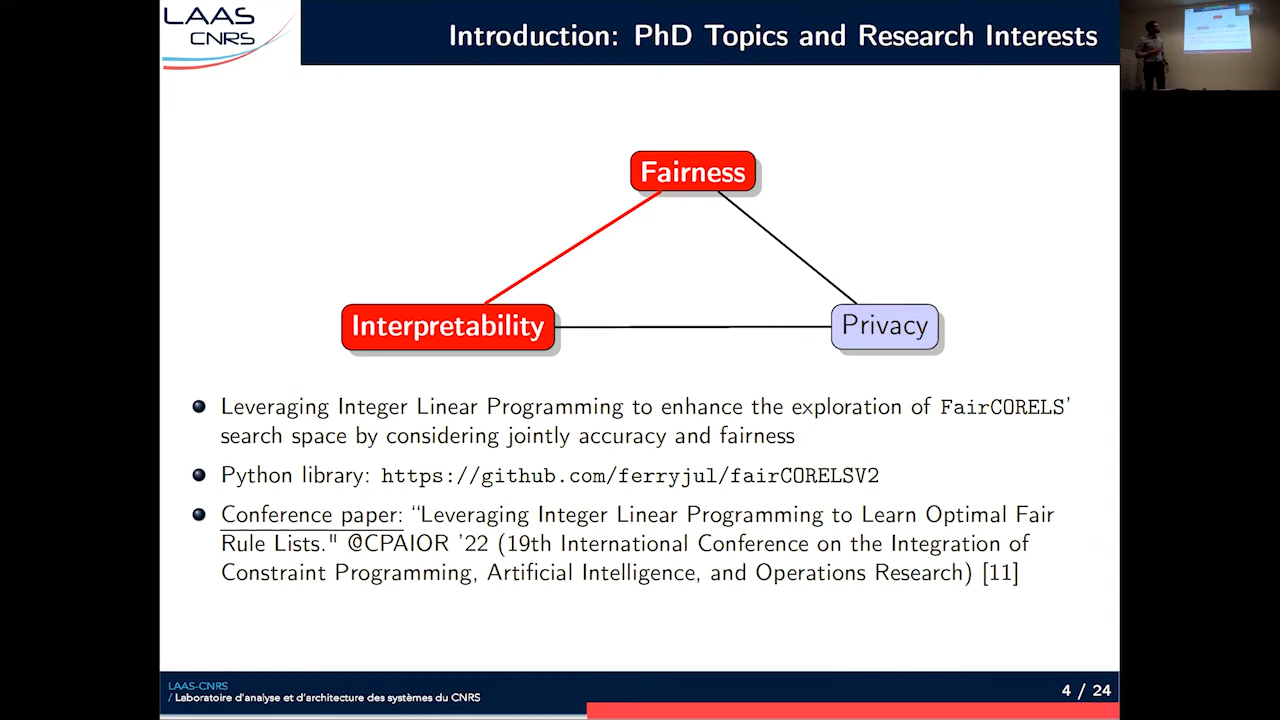 LAAS
CNRS
Introduction: PhD Topics and Research Interests
Fairness
Interpretability
Privacy
Leveraging Integer Linear Programming to enhance the exploration of FairCORELS'
search space by considering jointly accuracy and fairness
Python library: https://github.com/ferryjul/fairCORELSV2
Conference paper: “Leveraging Integer Linear Programming to Learn Optimal Fair
Rule Lists." @CPAIOR '22 (19th International Conference on the Integration of
Constraint Programming, Artificial Intelligence, and Operations Research) [11]
LAAS-CNRS
/ Laboratoire d'analyse et d'architecture des systèmes du CNRS
4 / 24